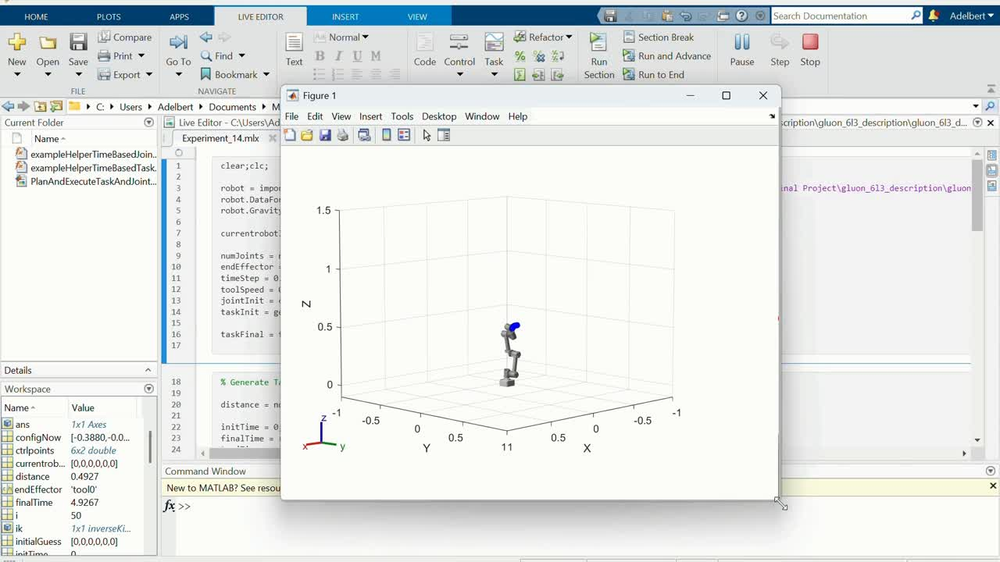 HOME PLOTS APPS LIVE EDITOR INSERT VIEW Search Documentation Adelbert
New Open Save Compare Print Export
FILE
Go To Find Bookmark
NAVIGATE
Text Normal B I U M
Code Control Task Refactor
Run Section Section Break Run and Advance Run to End
Pause Step Stop
C: Users Adelbert Documents M
Current Folder
Name
exampleHelperTimeBasedJoin...
exampleHelperTimeBasedTask...
PlanAndExecuteTaskAndJoint...
Details
Workspace
Name Value
ans 1x1 Axes
configNow [-0.3880,-0.0...
ctrlpoints 6x2 double
currentrob... [0,0,0,0,0,0]
distance 0.4927
endEffector 'tool0'
finalTime 4.9267
i 50
ik 1x1 inverseKi...
initialGuess [0,0,0,0,0,0]
initTime 0
Live Editor - C:\Users\Ad
cription\gluon_6l3_description\gluon_6l3_d...
Experiment_14.mlx
1 clear;clc;
2
3 robot = impor
inal Project\gluon_6l3_description\gluon
4 robot.DataFor
5 robot.Gravity
6
7 currentrobot
8
9 numJoints = n
10 endEffector =
11 timeStep = 0
12 toolSpeed = 0
13 jointInit = c
14 taskInit = ge
15
16 taskFinal = t
17
18 % Generate Ta
19
20 distance = no
21
22 initTime = 0;
23 finalTime = (
24
Command Window
New to MATLAB? See resou
fx >>
Figure 1
File Edit View Insert Tools Desktop Window Help
1.5
1
0.5
0
Z
-1 -0.5 0 0.5 11 0.5 0 -0.5 -1
Y X
z
x y